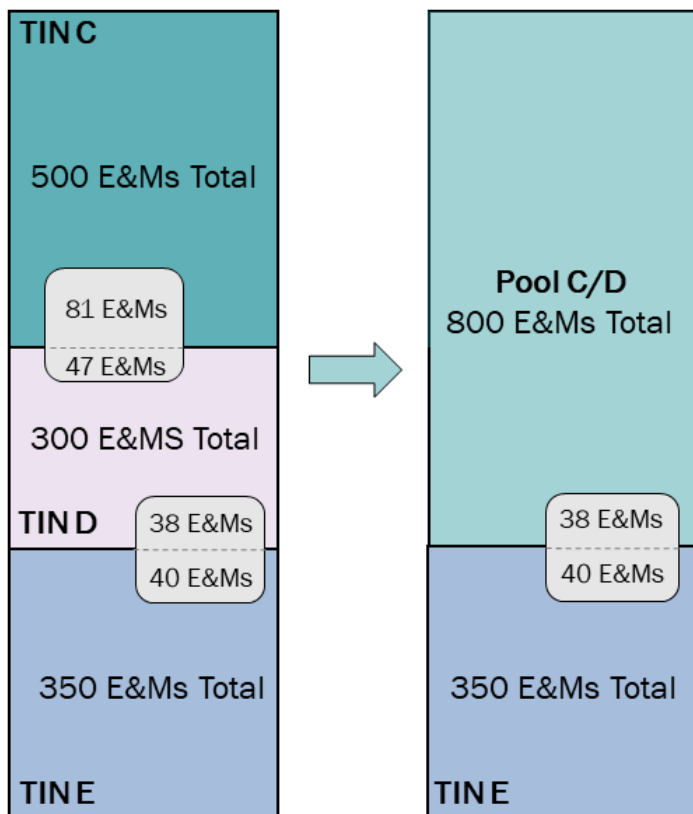 TIN C
500 E&Ms Total
81 E&Ms
47 E&Ms
300 E&MS Total
TIN D
38 E&Ms
40 E&Ms
350 E&Ms Total
TIN E
Pool C/D
800 E&Ms Total
38 E&Ms
40 E&Ms
350 E&Ms Total
TIN E